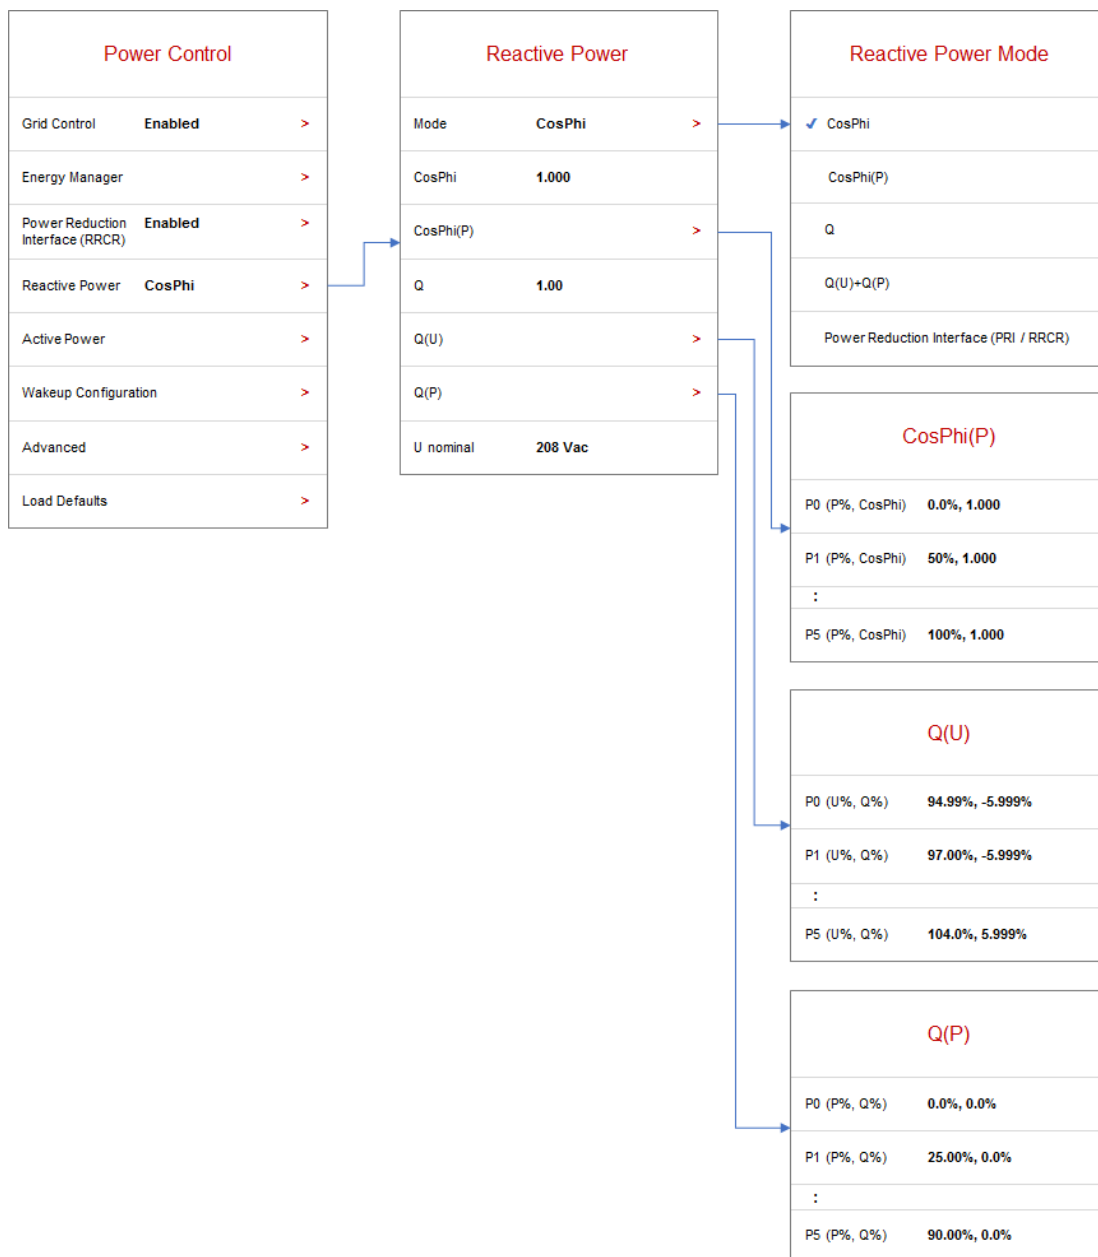 Power Control
Grid Control Enabled >
Energy Manager >
Power Reduction Enabled >
Interface (RRCR)
Reactive Power CosPhi >
Active Power >
Wakeup Configuration >
Advanced >
Load Defaults >
Reactive Power
Mode CosPhi >
CosPhi 1.000
CosPhi(P) >
Q 1.00
Q(U) >
Q(P) >
U nominal 208 Vac
Reactive Power Mode
✓ CosPhi
CosPhi(P)
Q
Q(U)+Q(P)
Power Reduction Interface (PRI / RRCR)
CosPhi(P)
P0 (P%, CosPhi) 0.0%, 1.000
P1 (P%, CosPhi) 50%, 1.000
:
P5 (P%, CosPhi) 100%, 1.000
Q(U)
P0 (U%, Q%) 94.99%, -5.999%
P1 (U%, Q%) 97.00%, -5.999%
:
P5 (U%, Q%) 104.0%, 5.999%
Q(P)
P0 (P%, Q%) 0.0%, 0.0%
P1 (P%, Q%) 25.00%, 0.0%
:
P5 (P%, Q%) 90.00%, 0.0%